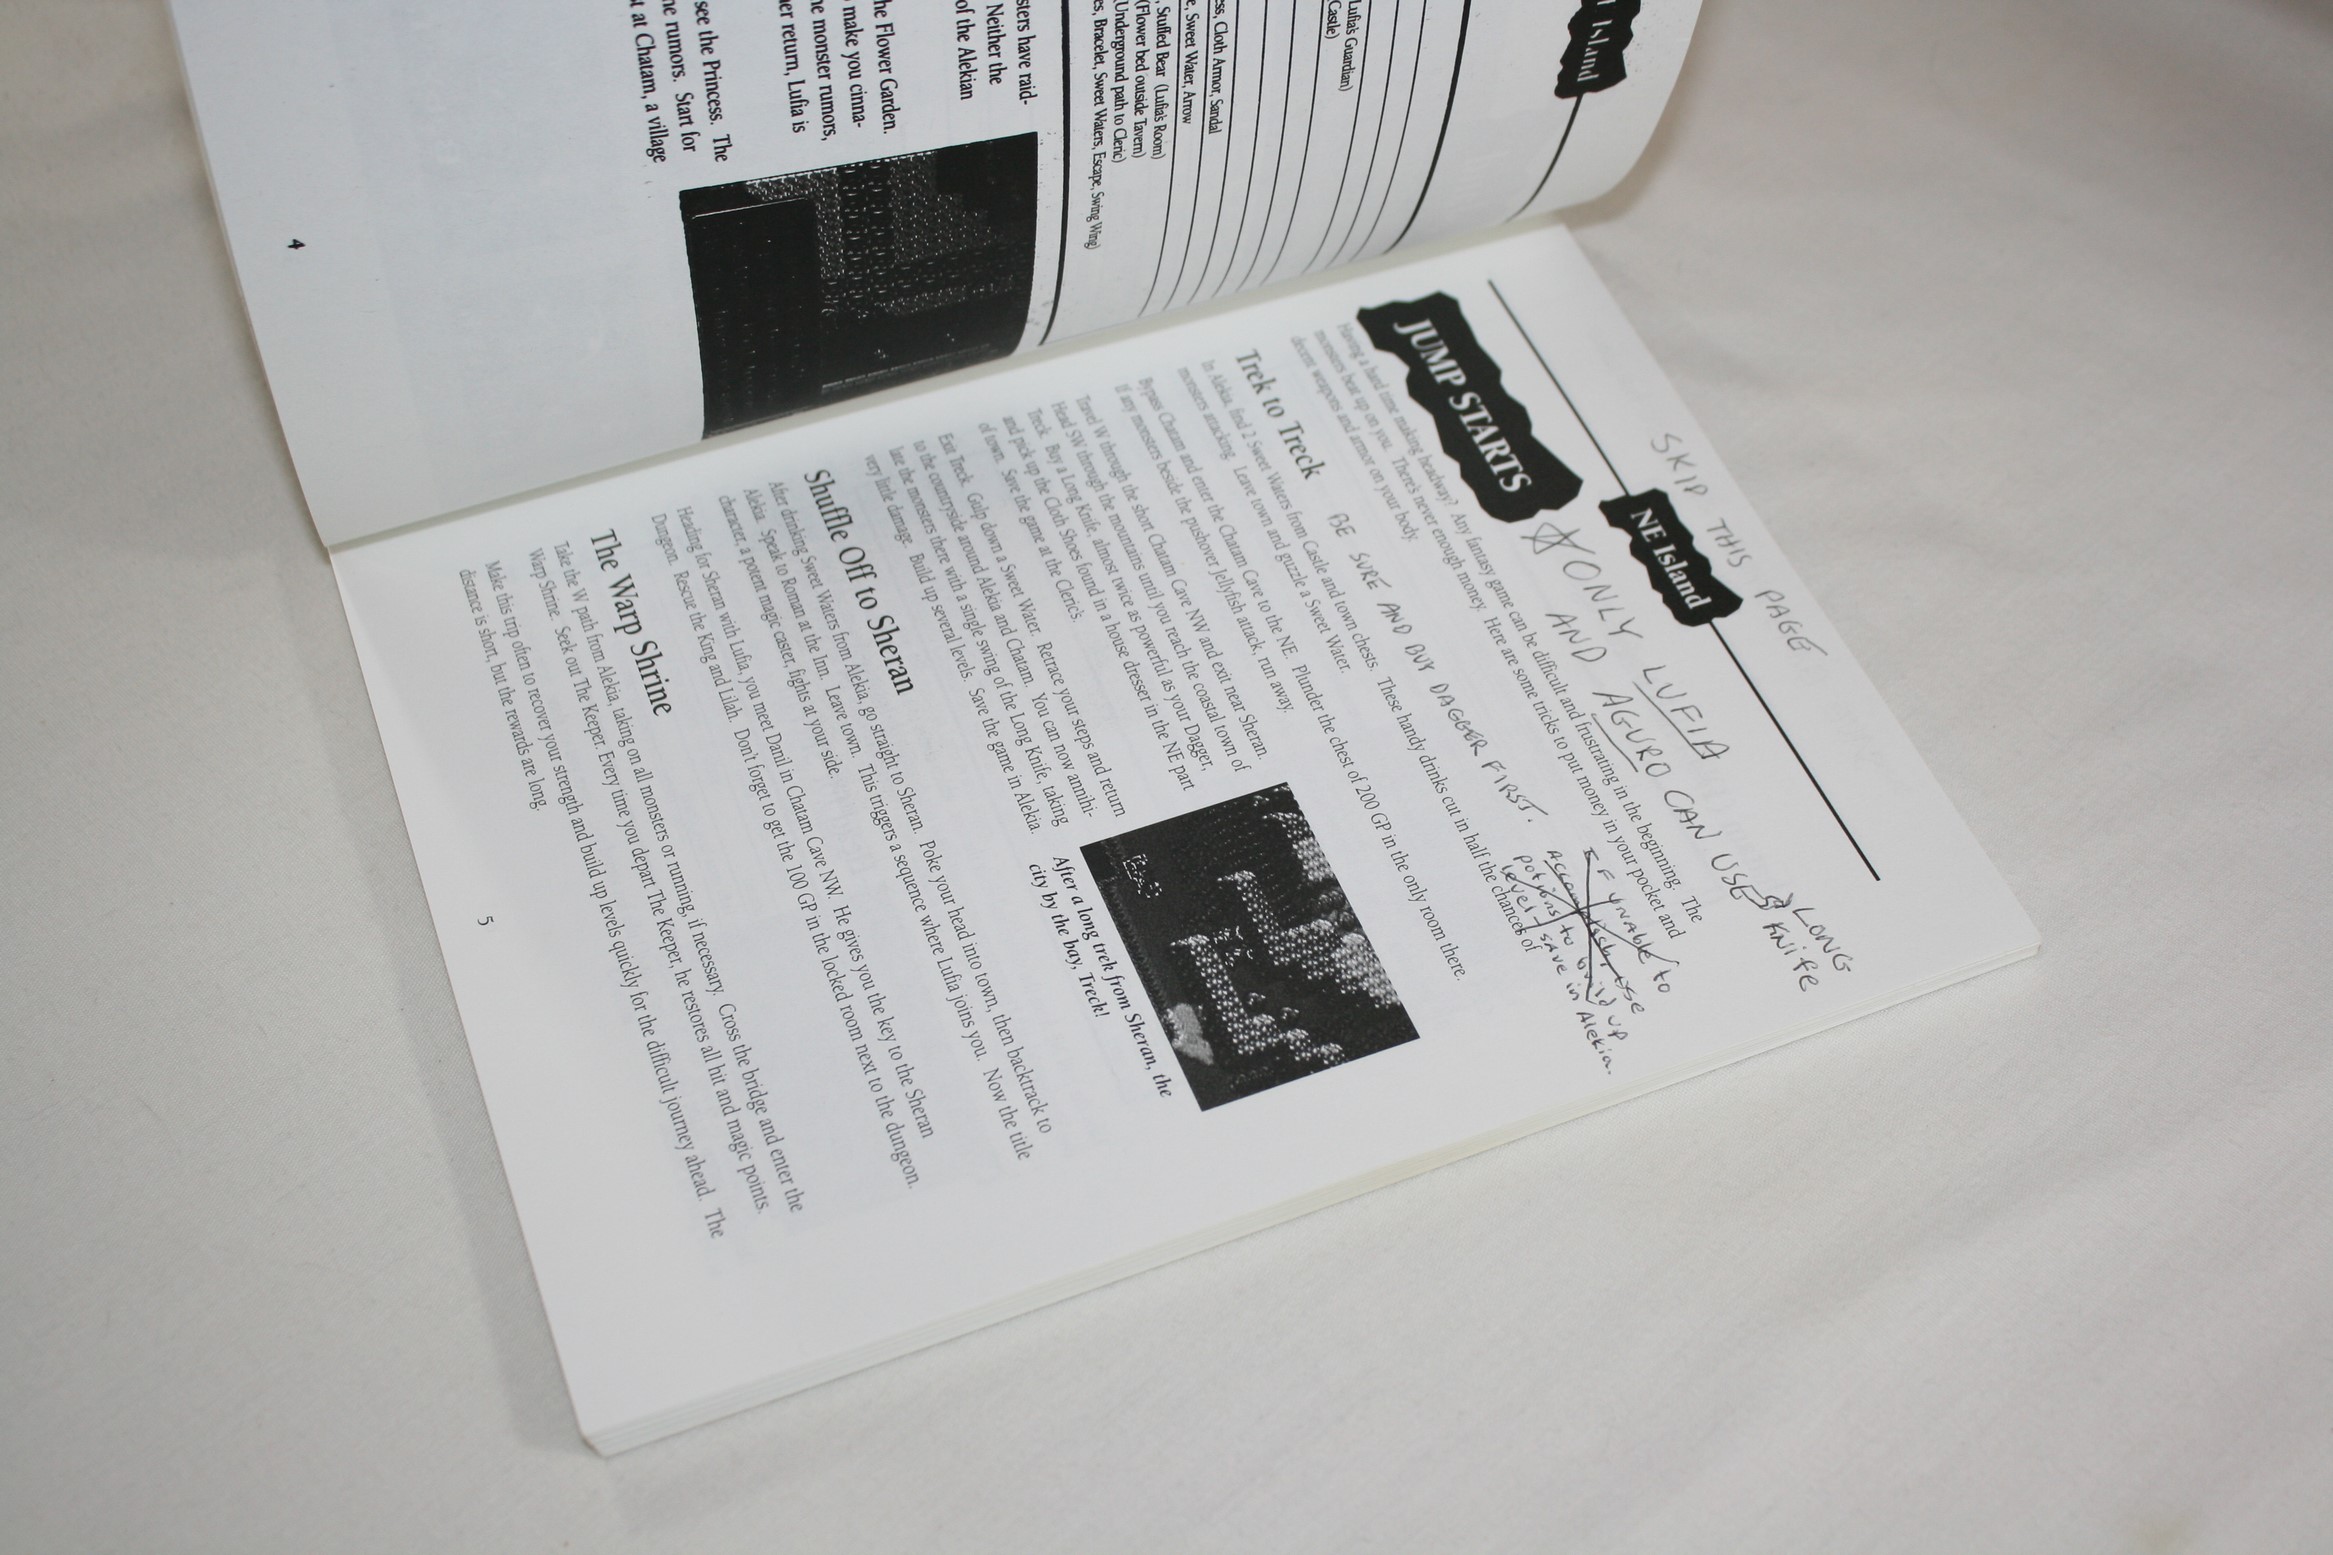 Island
Lufia's Guardian)
Castle)
ess, Cloth Armor, Sandal
e, Sweet Water, Arrow
, Stuffed Bear (Lufia's Room)
(Flower bed outside Tavern)
(Underground path to Cleric)
es, Bracelet, Sweet Waters, Escape, Swing Wing)
sters have raid-
Neither the
of the Alekian
he Flower Garden.
make you cinna-
he monster rumors,
er return, Lufia is
see the Princess. The
he rumors. Start for
st at Chatam, a village
4
SKIP THIS PAGE
NE Island
JUMP STARTS
☆ONLY LUFIA
AND AGURO CAN USE
LONG
KNIFE
Having a hard time making headway? Any fantasy game can be difficult and frustrating in the beginning. The
monsters beat up on you. There's never enough money. Here are some tricks to put money in your pocket and
decent weapons and armor on your body.
IF UNABLE to
Accomplish use
potions to build up
level - save in Alekia.
Trek to Treck
BE SURE AND BUY DAGGER FIRST.
In Alekia, find 2 Sweet Waters from Castle and town chests. These handy drinks cut in half the chances of
monsters attacking. Leave town and guzzle a Sweet Water.
Bypass Chatam and enter the Chatam Cave to the NE. Plunder the chest of 200 GP in the only room there.
If any monsters beside the pushover Jellyfish attack, run away.
Travel W through the short Chatam Cave NW and exit near Sheran.
Head SW through the mountains until you reach the coastal town of
Treck. Buy a Long Knife, almost twice as powerful as your Dagger,
and pick up the Cloth Shoes found in a house dresser in the NE part
of town. Save the game at the Cleric's.
Exit Treck. Gulp down a Sweet Water. Retrace your steps and return
to the countryside around Alekia and Chatam. You can now annihi-
late the monsters there with a single swing of the Long Knife, taking
very little damage. Build up several levels. Save the game in Alekia.
After a long trek from Sheran, the
city by the bay, Treck!
Shuffle Off to Sheran
After drinking Sweet Waters from Alekia, go straight to Sheran. Poke your head into town, then backtrack to
Alekia. Speak to Roman at the Inn. Leave town. This triggers a sequence where Lufia joins you. Now the title
character, a potent magic caster, fights at your side.
Heading for Sheran with Lufia, you meet Danil in Chatam Cave NW. He gives you the key to the Sheran
Dungeon. Rescue the King and Lilah. Don't forget to get the 100 GP in the locked room next to the dungeon.
The Warp Shrine
Take the W path from Alekia, taking on all monsters or running, if necessary. Cross the bridge and enter the
Warp Shrine. Seek out The Keeper. Every time you depart The Keeper, he restores all hit and magic points.
Make this trip often to recover your strength and build up levels quickly for the difficult journey ahead. The
distance is short, but the rewards are long.
5